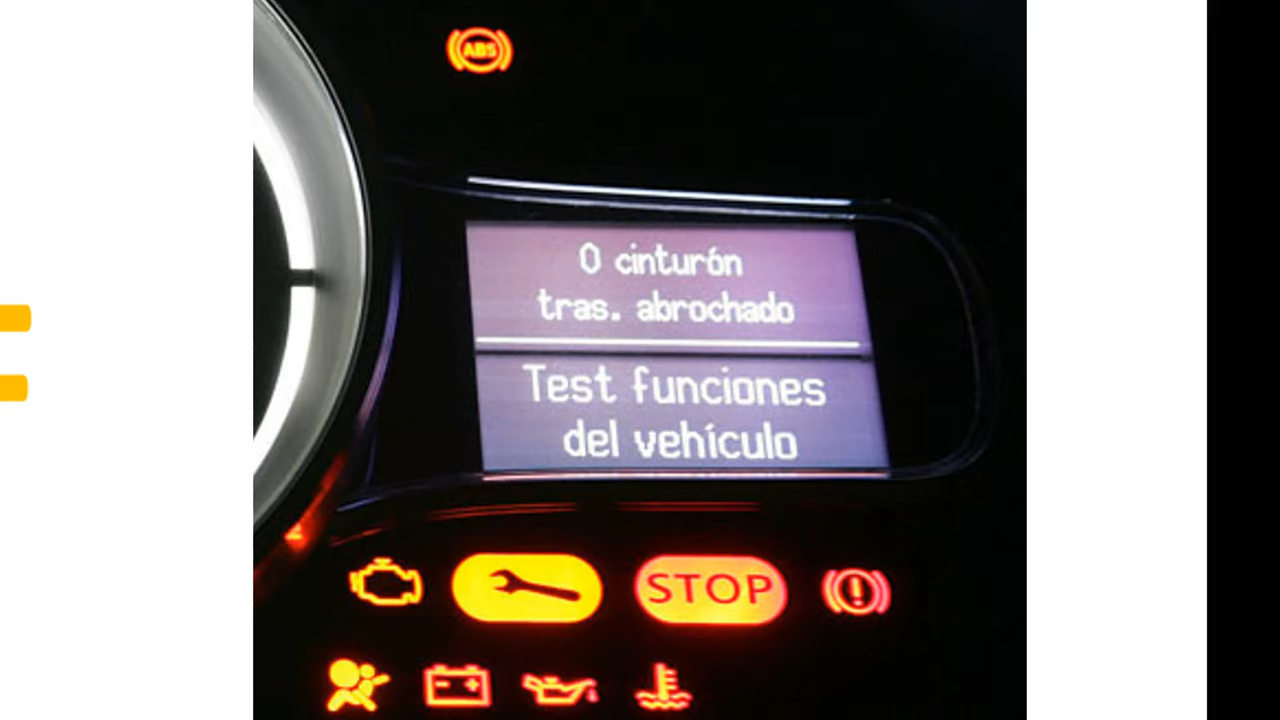 ABS
0 cinturón
tras. abrochado
Test funciones
del vehículo
STOP